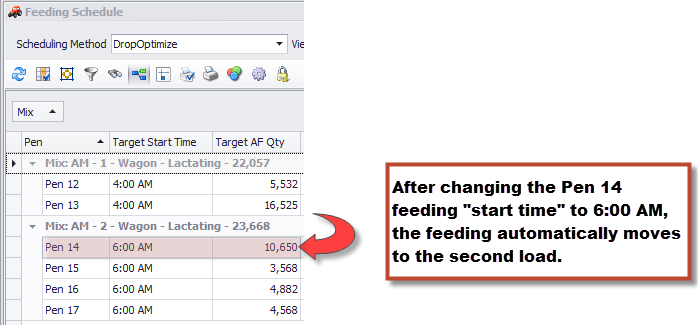 Feeding Schedule
Scheduling Method DropOptimize Vie
Mix
Pen Target Start Time Target AF Qty
Mix: AM - 1 - Wagon - Lactating - 22,057
Pen 12 4:00 AM 5,532
Pen 13 4:00 AM 16,525
Mix: AM - 2 - Wagon - Lactating - 23,668
Pen 14 6:00 AM 10,650
Pen 15 6:00 AM 3,568
Pen 16 6:00 AM 4,882
Pen 17 6:00 AM 4,568
After changing the Pen 14
feeding "start time" to 6:00 AM,
the feeding automatically moves
to the second load.